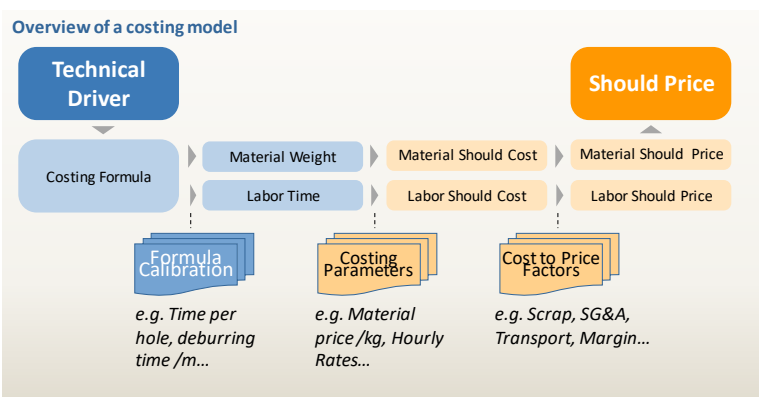 Overview of a costing model
Technical
Driver
Should Price
Costing Formula
Material Weight
Material Should Cost
Material Should Price
Labor Time
Labor Should Cost
Labor Should Price
Formula
Calibration
Costing
Parameters
Cost to Price
Factors
e.g. Time per
hole, deburring
time /m...
e.g. Material
price /kg, Hourly
Rates...
e.g. Scrap, SG&A,
Transport, Margin...